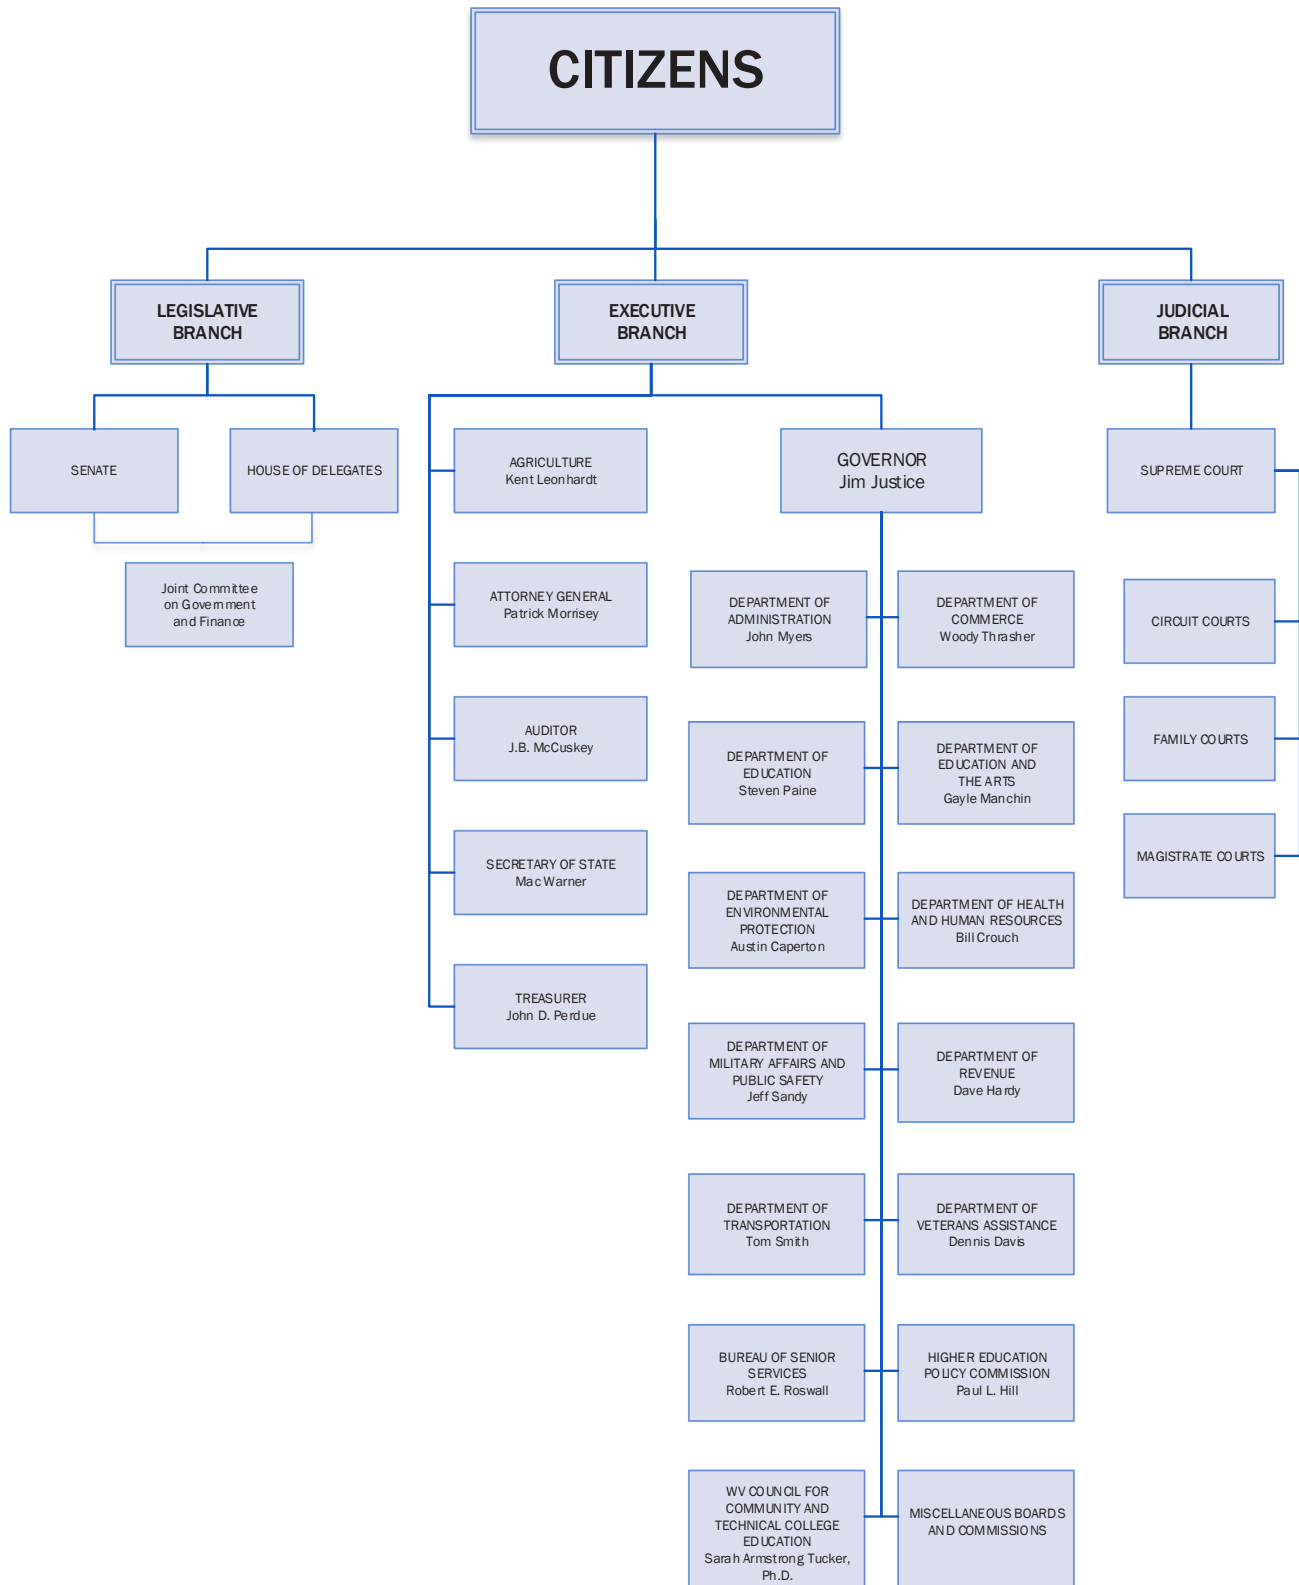 CITIZENS
LEGISLATIVE
BRANCH
EXECUTIVE
BRANCH
JUDICIAL
BRANCH
SENATE
HOUSE OF DELEGATES
Joint Committee
on Government
and Finance
AGRICULTURE
Kent Leonhardt
ATTORNEY GENERAL
Patrick Morrisey
AUDITOR
J.B. McCuskey
SECRETARY OF STATE
Mac Warner
TREASURER
John D. Perdue
GOVERNOR
Jim Justice
DEPARTMENT OF
ADMINISTRATION
John Myers
DEPARTMENT OF
COMMERCE
Woody Thrasher
DEPARTMENT OF
EDUCATION
Steven Paine
DEPARTMENT OF
EDUCATION AND
THE ARTS
Gayle Manchin
DEPARTMENT OF
ENVIRONMENTAL
PROTECTION
Austin Caperton
DEPARTMENT OF HEALTH
AND HUMAN RESOURCES
Bill Crouch
DEPARTMENT OF
MILITARY AFFAIRS AND
PUBLIC SAFETY
Jeff Sandy
DEPARTMENT OF
REVENUE
Dave Hardy
DEPARTMENT OF
TRANSPORTATION
Tom Smith
DEPARTMENT OF
VETERANS ASSISTANCE
Dennis Davis
BUREAU OF SENIOR
SERVICES
Robert E. Roswall
HIGHER EDUCATION
POLICY COMMISSION
Paul L. Hill
WV COUNCIL FOR
COMMUNITY AND
TECHNICAL COLLEGE
EDUCATION
Sarah Armstrong Tucker,
Ph.D.
MISCELLANEOUS BOARDS
AND COMMISSIONS
SUPREME COURT
CIRCUIT COURTS
FAMILY COURTS
MAGISTRATE COURTS